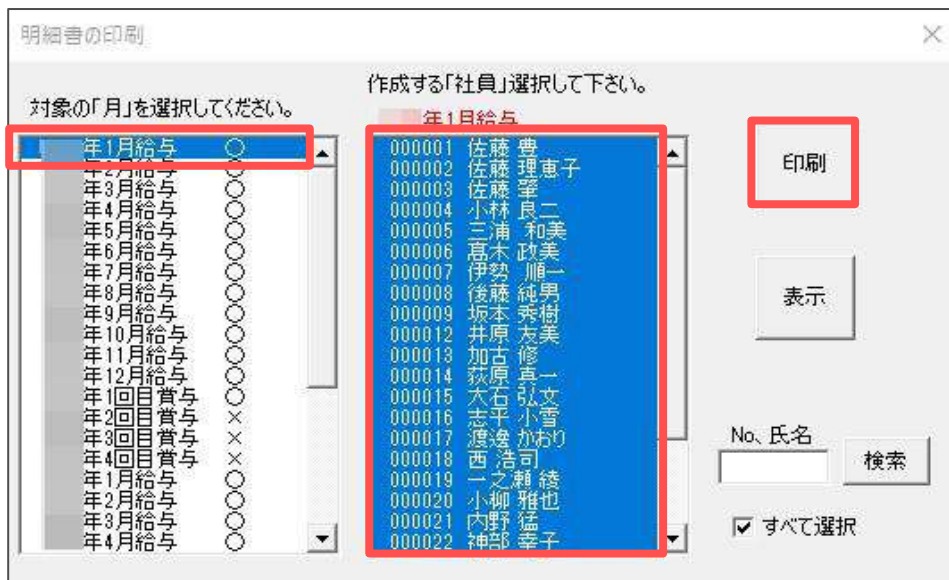 明細書の印刷
対象の「月」を選択してください。
年1月給与 ○
年2月給与 ○
年3月給与 ○
年4月給与 ○
年5月給与 ○
年6月給与 ○
年7月給与 ○
年8月給与 ○
年9月給与 ○
年10月給与 ○
年11月給与 ○
年12月給与 ○
年1回目賞与 ○
年2回目賞与 ×
年3回目賞与 ×
年4回目賞与 ×
年1月給与 ○
年2月給与 ○
年3月給与 ○
年4月給与 ○
作成する「社員」選択して下さい。
年1月給与
000001 佐藤 豊
000002 佐藤 理恵子
000003 佐藤 肇
000004 小林 良二
000005 三浦 和美
000006 髙木 政美
000007 伊勢 順一
000008 後藤 純男
000009 坂本 秀樹
000012 井原 友美
000013 加古 修
000014 荻原 真一
000015 大石 弘文
000016 志平 小雪
000017 渡邊 かおり
000018 西 浩司
000019 一之瀬 綾
000020 小柳 雅也
000021 内野 猛
000022 神部 幸子
印刷
表示
No、氏名
検索
すべて選択